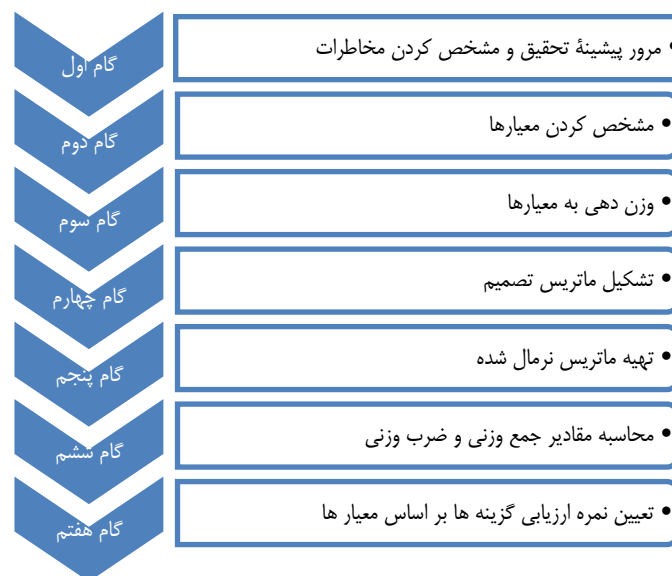 گام اول
• مرور پیشینهٔ تحقیق و مشخص کردن مخاطرات
گام دوم
• مشخص کردن معیارها
گام سوم
• وزن دهی به معیارها
گام چهارم
• تشکیل ماتریس تصمیم
گام پنجم
• تهیه ماتریس نرمال شده
گام ششم
• محاسبه مقادیر جمع وزنی و ضرب وزنی
گام هفتم
• تعیین نمره ارزیابی گزینه ها بر اساس معیار ها